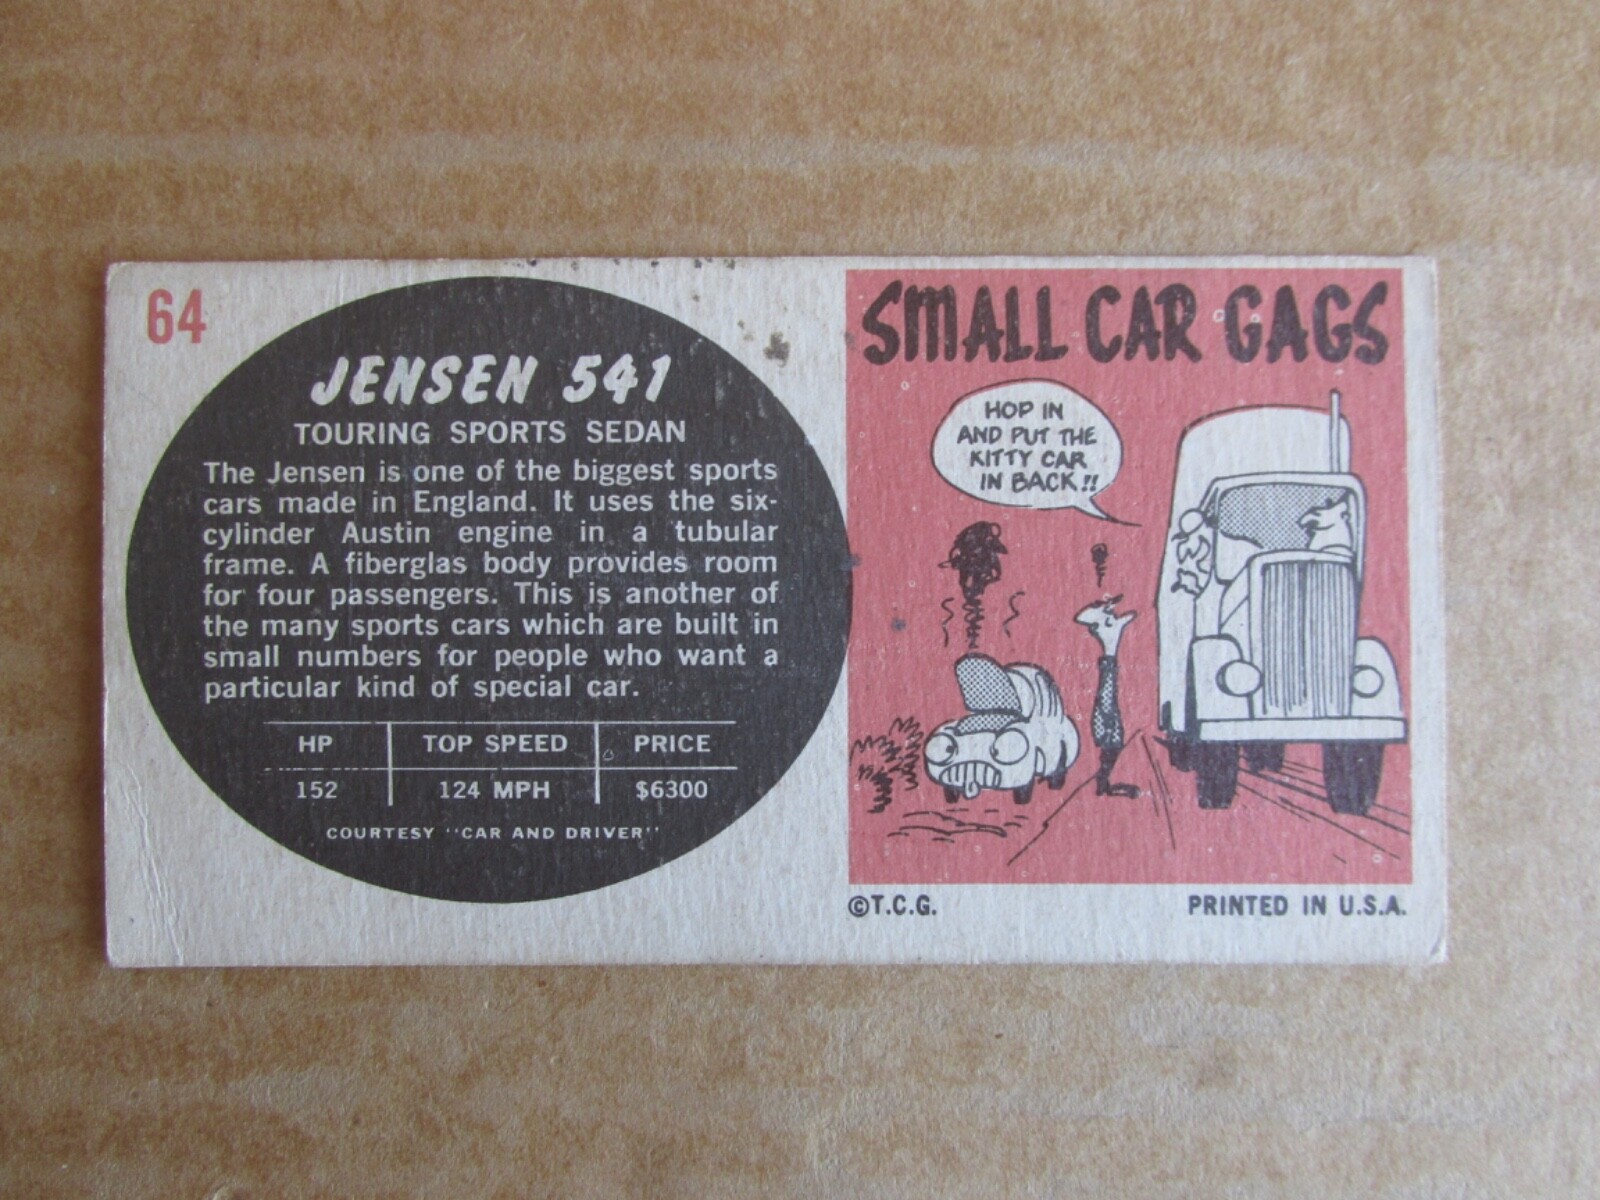 64
JENSEN 541
TOURING SPORTS SEDAN
The Jensen is one of the biggest sports
cars made in England. It uses the six-
cylinder Austin engine in a tubular
frame. A fiberglas body provides room
for four passengers. This is another of
the many sports cars which are built in
small numbers for people who want a
particular kind of special car.
HP TOP SPEED PRICE
152 124 MPH $6300
COURTESY "CAR AND DRIVER"
SMALL CAR GAGS
HOP IN
AND PUT THE
KITTY CAR
IN BACK!!
©T.C.G. PRINTED IN U.S.A.